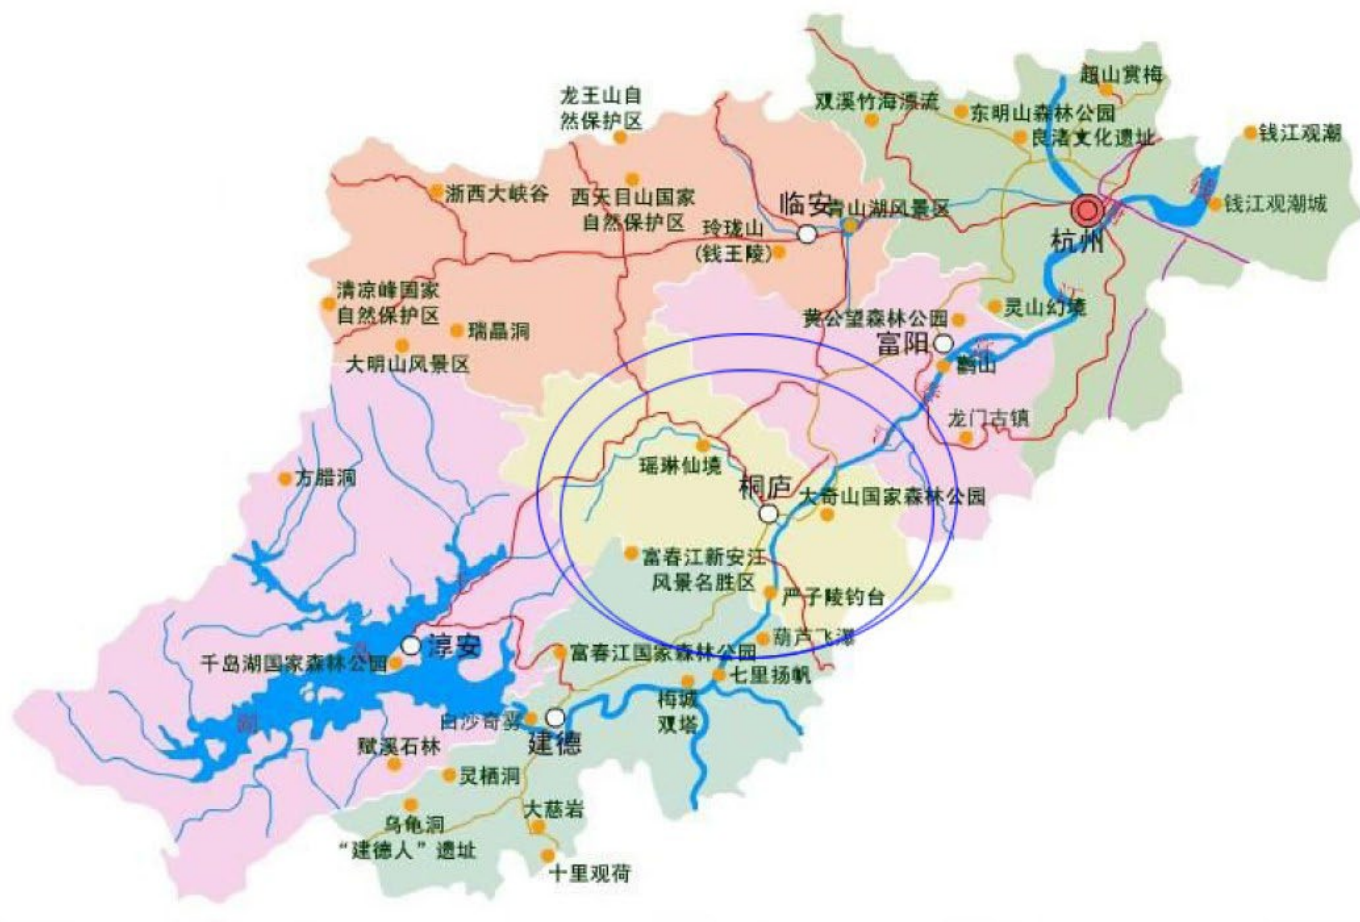 超山赏梅
龙王山自
然保护区
双溪竹海漂流
东明山森林公园
良渚文化遗址
钱江观潮
浙西大峡谷
西天目山国家
自然保护区
临安
青山湖风景区
钱江观潮城
玲珑山
(钱王陵)
杭州
清凉峰国家
自然保护区
瑞晶洞
大明山风景区
黄公望森林公园
灵山幻境
富阳
鹳山
龙门古镇
方腊洞
瑶琳仙境
桐庐
大奇山国家森林公园
富春江新安江
风景名胜区
严子陵钓台
葫芦飞瀑
淳安
千岛湖国家森林公园
富春江国家森林公园
七里扬帆
梅城
双塔
白沙奇雾
建德
赋溪石林
灵栖洞
乌龟洞
“建德人”遗址
大慈岩
十里观荷